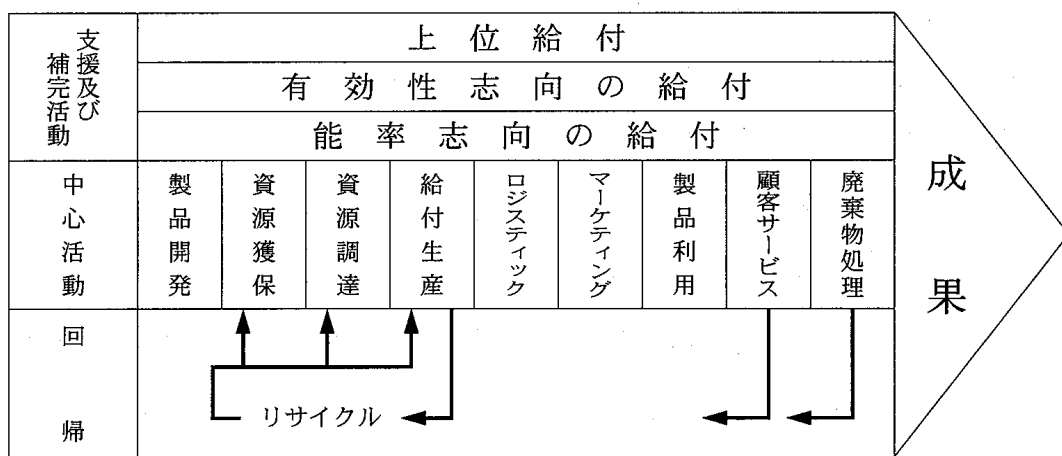 支援及び
補完活動
上位給付
有効性志向の給付
能率志向の給付
中心活動
製品開発
資源獲保
資源調達
給付生産
ロジスティック
マーケティング
製品利用
顧客サービス
廃棄物処理
成果
回帰
リサイクル